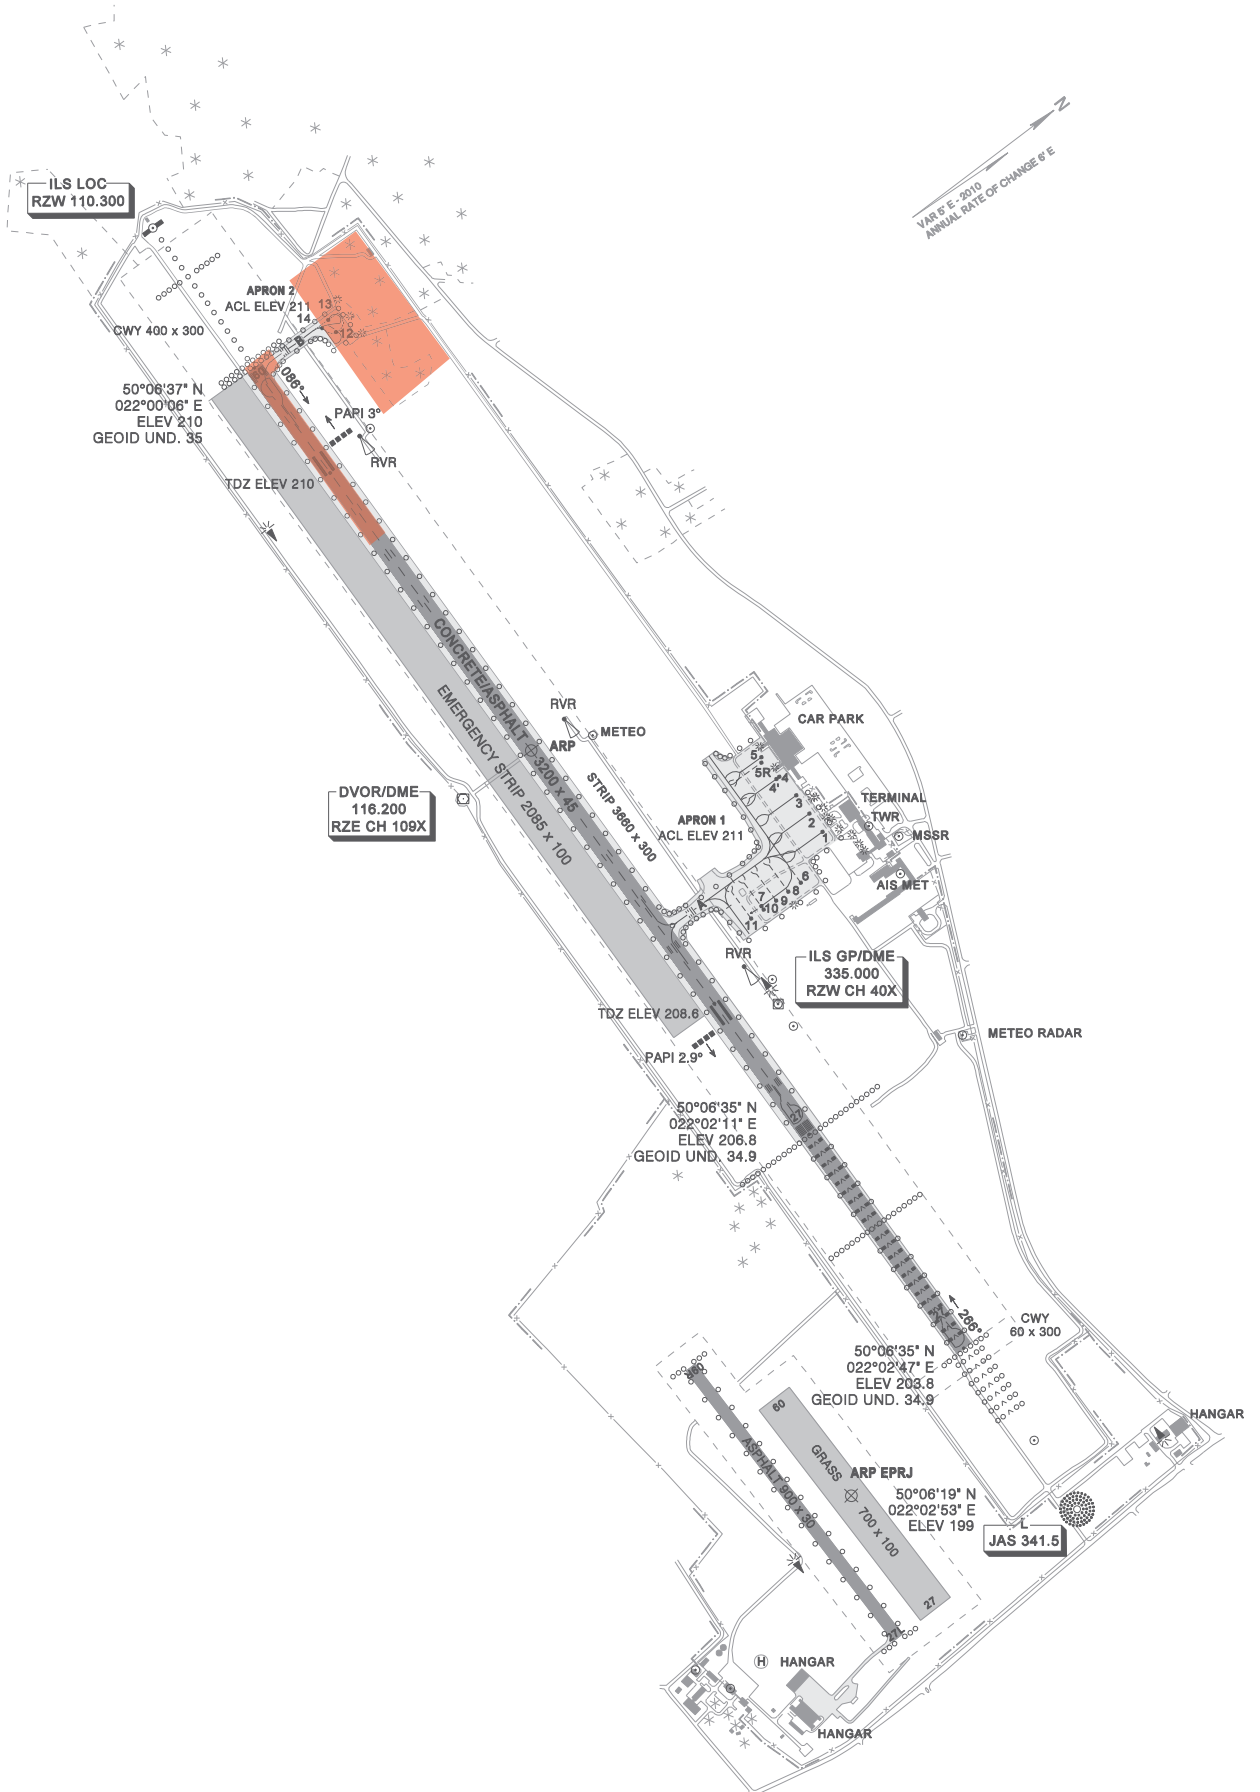 N
VAR 5° E - 2010
ANNUAL RATE OF CHANGE 6' E
ILS LOC
RZW 110.300
APRON 2
ACL ELEV 211
13
14
12
B
CWY 400 x 300
09
086°
50°06'37" N
022°00'06" E
ELEV 210
GEOID UND. 35
PAPI 3°
RVR
TDZ ELEV 210
CONCRETE/ASPHALT
3200 x 45
EMERGENCY STRIP 2085 x 100
RVR
METEO
ARP
STRIP 3660 x 300
CAR PARK
5
5R
4
4'
3
2
1
TERMINAL
TWR
MSSR
DVOR/DME
116.200
RZE CH 109X
APRON 1
ACL ELEV 211
AIS MET
6
8
7
9
10
11
A
RVR
ILS GP/DME
335.000
RZW CH 40X
TDZ ELEV 208.6
PAPI 2.9°
METEO RADAR
50°06'35" N
022°02'11" E
ELEV 206.8
GEOID UND. 34.9
27
266°
CWY
60 x 300
50°06'35" N
022°02'47" E
ELEV 203.8
GEOID UND. 34.9
HANGAR
09R
09
GRASS
700 x 100
ASPHALT 900 x 30
ARP EPRJ
50°06'19" N
022°02'53" E
ELEV 199
L
JAS 341.5
27
27L
H
HANGAR
HANGAR